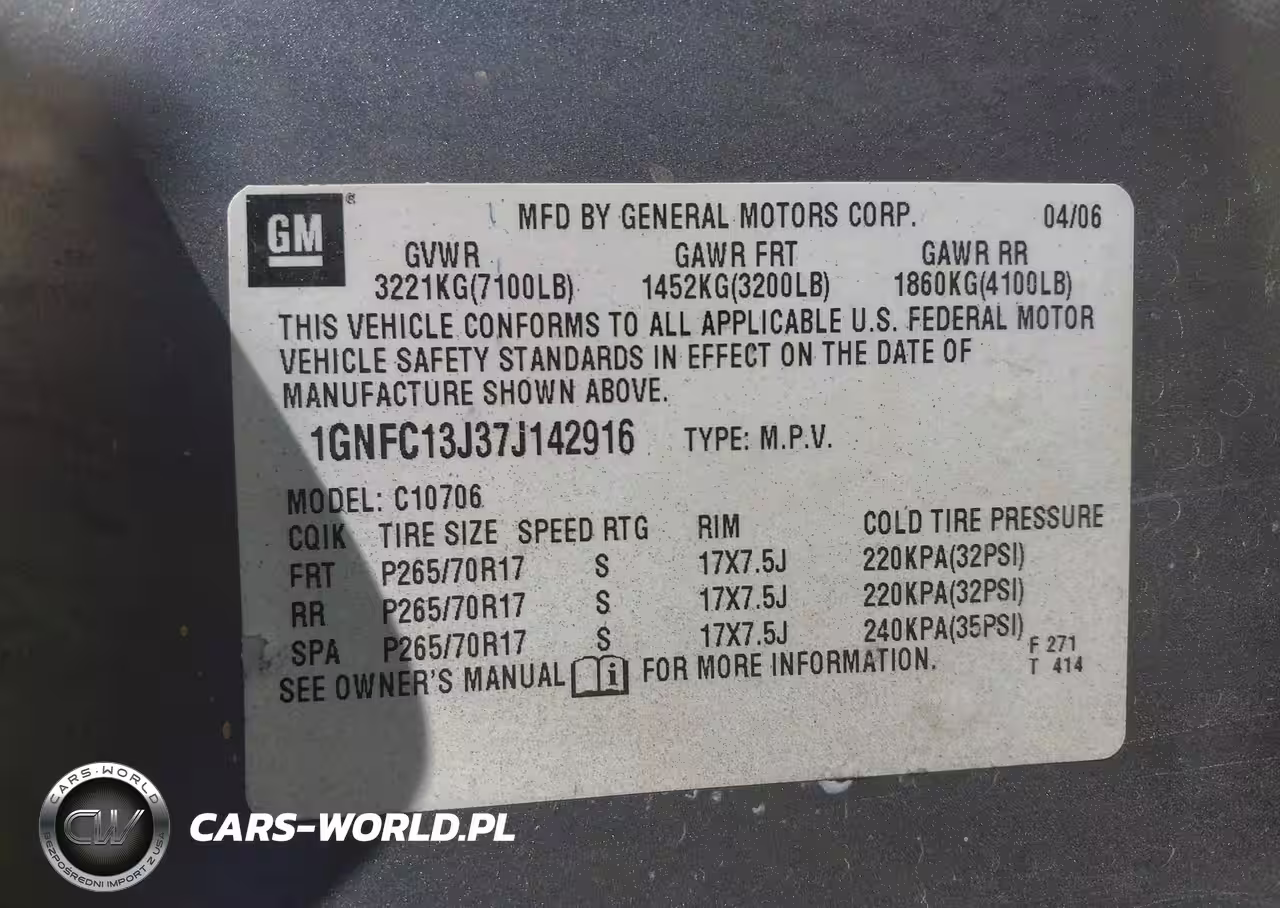 GM®
MFD BY GENERAL MOTORS CORP. 04/06
GVWR GAWR FRT GAWR RR
3221KG(7100LB) 1452KG(3200LB) 1860KG(4100LB)
THIS VEHICLE CONFORMS TO ALL APPLICABLE U.S. FEDERAL MOTOR
VEHICLE SAFETY STANDARDS IN EFFECT ON THE DATE OF
MANUFACTURE SHOWN ABOVE.
1GNFC13J37J142916 TYPE: M.P.V.
MODEL: C10706
CQIK TIRE SIZE SPEED RTG RIM COLD TIRE PRESSURE
FRT P265/70R17 S 17X7.5J 220KPA(32PSI)
RR P265/70R17 S 17X7.5J 220KPA(32PSI)
SPA P265/70R17 S 17X7.5J 240KPA(35PSI)
F 271
T 414
SEE OWNER'S MANUAL i FOR MORE INFORMATION.
CARS-WORLD
CW
BEZPOŚREDNI IMPORT Z USA
CARS-WORLD.PL